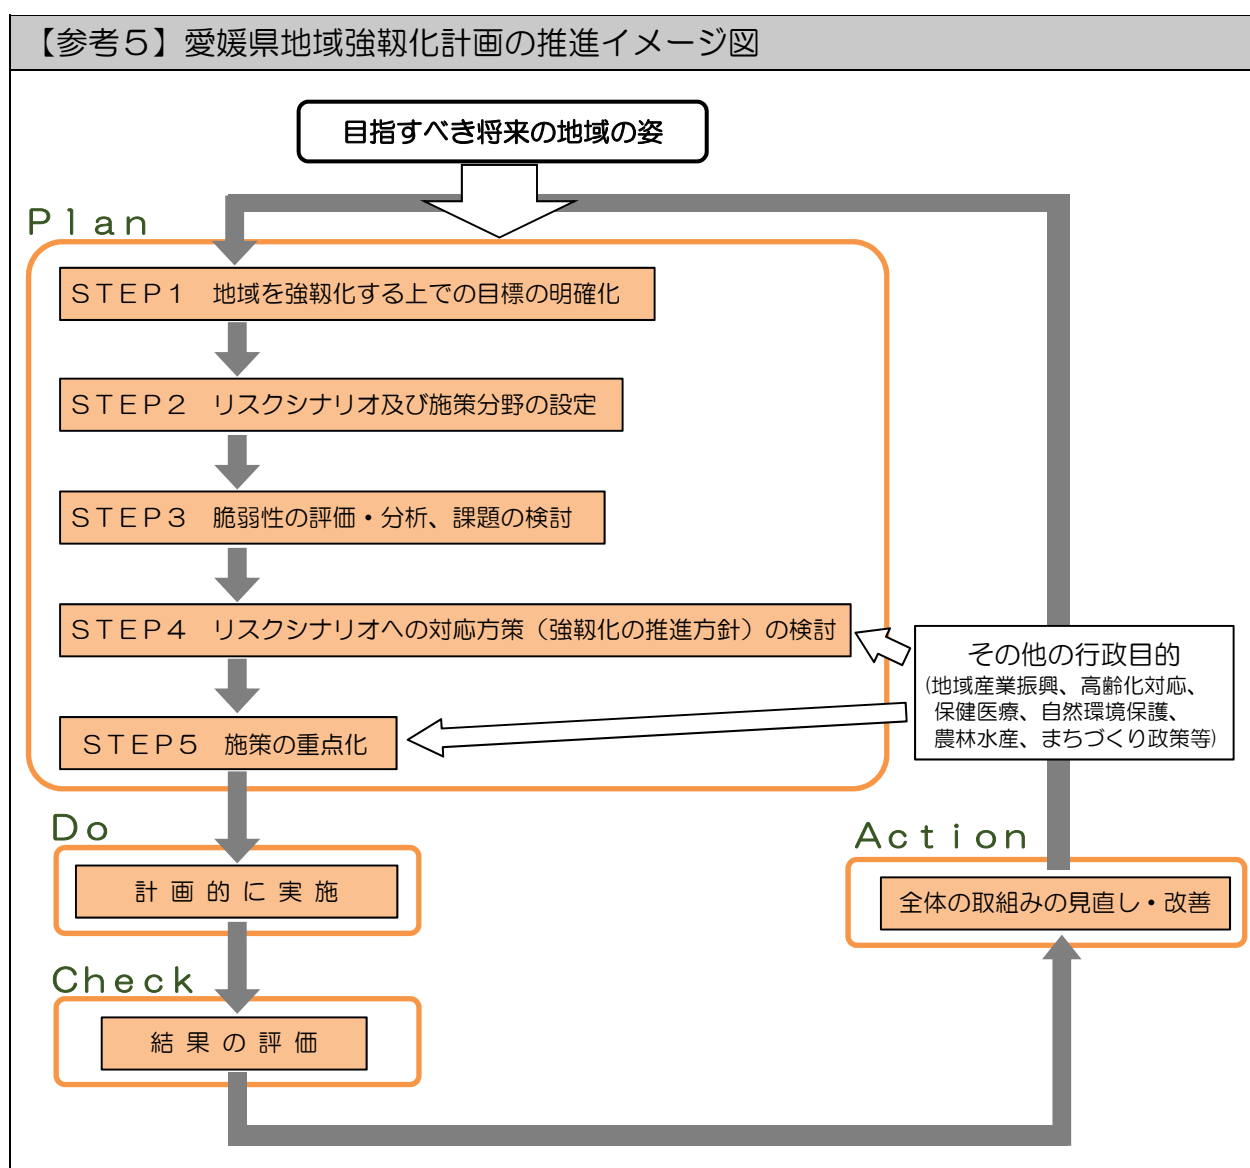 【参考５】愛媛県地域強靱化計画の推進イメージ図
目指すべき将来の地域の姿
Ｐｌａｎ
ＳＴＥＰ１　地域を強靱化する上での目標の明確化
ＳＴＥＰ２　リスクシナリオ及び施策分野の設定
ＳＴＥＰ３　脆弱性の評価・分析、課題の検討
ＳＴＥＰ４　リスクシナリオへの対応方策（強靱化の推進方針）の検討
その他の行政目的
(地域産業振興、高齢化対応、
保健医療、自然環境保護、
農林水産、まちづくり政策等)
ＳＴＥＰ５　施策の重点化
Ｄｏ
計画的に実施
Ａｃｔｉｏｎ
全体の取組みの見直し・改善
Ｃｈｅｃｋ
結果の評価